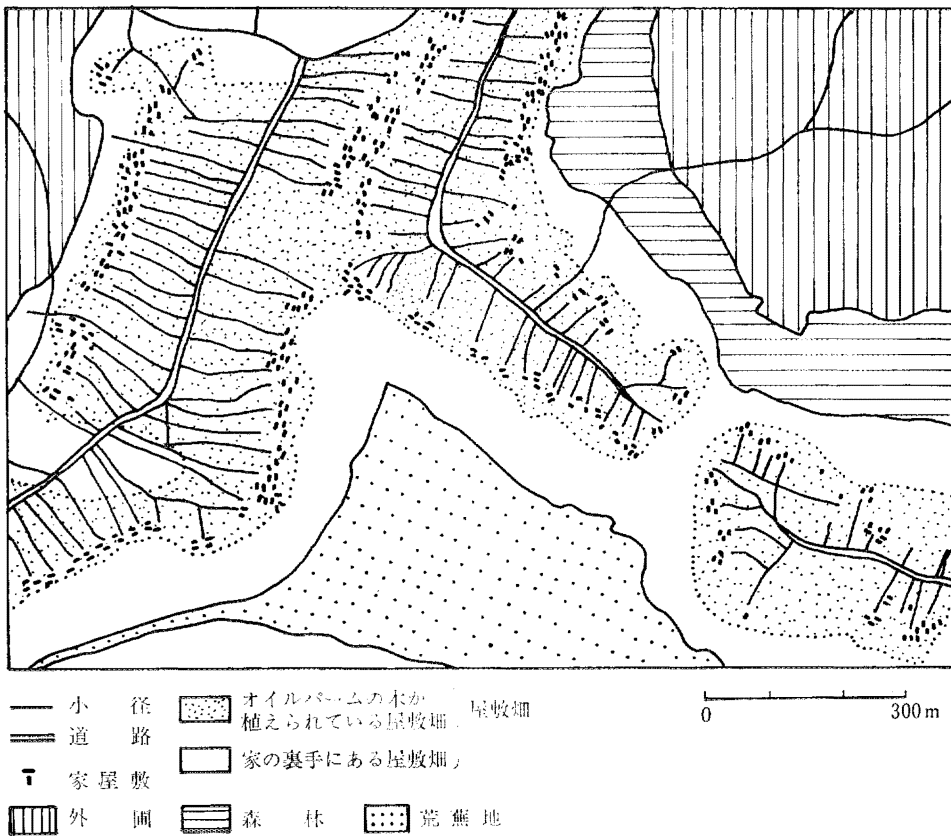 小径
道路
家屋敷
外圃
オイルパームの木が
植えられている屋敷畑
家の裏手にある屋敷畑
屋敷畑
森林
荒蕪地
0 300m